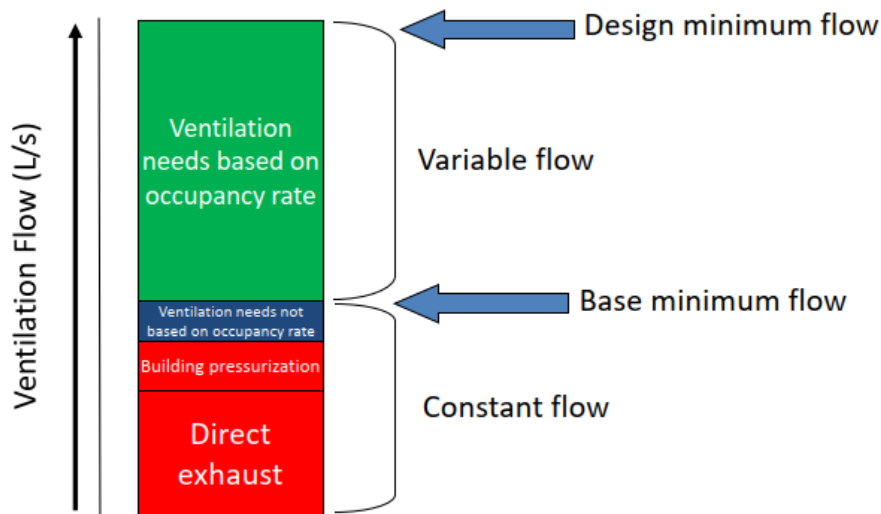 Design minimum flow
Ventilation
needs based on
occupancy rate
Variable flow
Ventilation Flow (L/s)
Ventilation needs not
based on occupancy rate
Base minimum flow
Building pressurization
Constant flow
Direct
exhaust